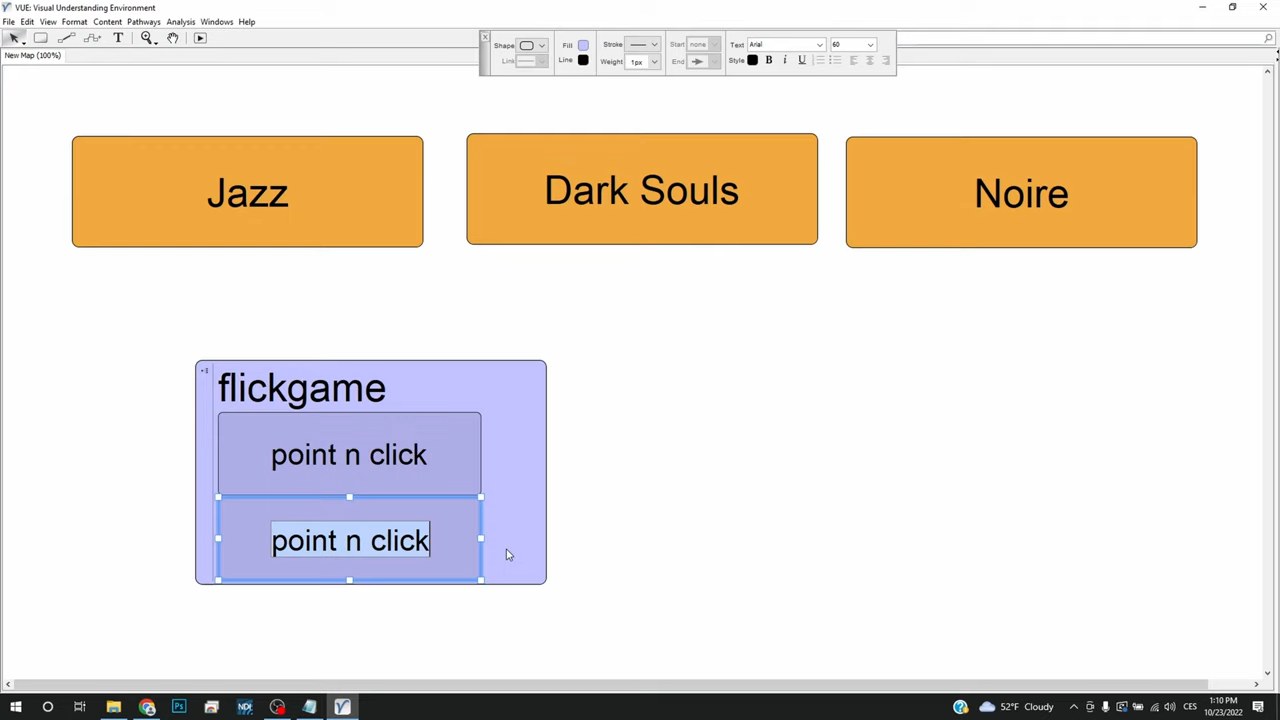 VUE: Visual Understanding Environment
File Edit View Format Content Pathways Analysis Windows Help
Shape Fill Stroke Start none Text Arial 60
Link Line Weight 1px End Style B i U
New Map (100%)
Jazz
Dark Souls
Noire
flickgame
point n click
point n click
52°F Cloudy
CES
1:10 PM
10/23/2022